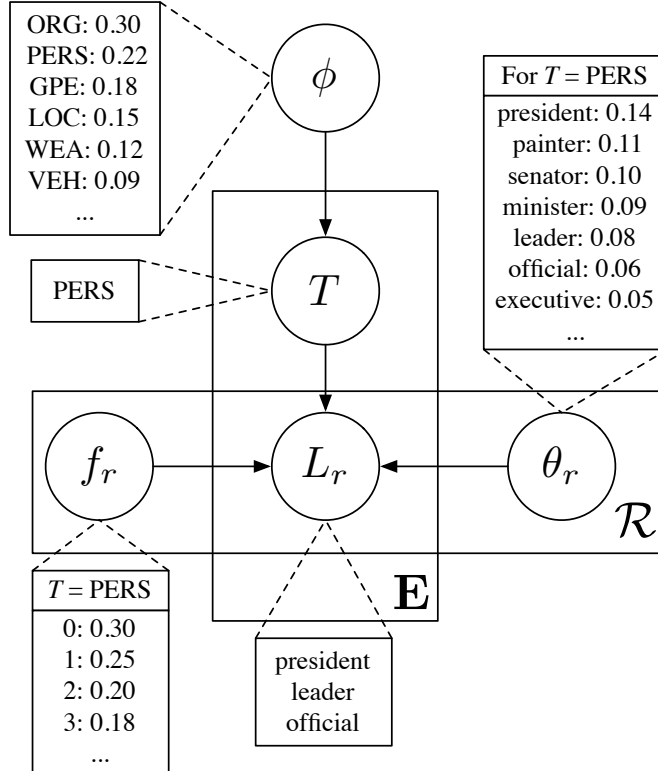 ORG: 0.30
PERS: 0.22
GPE: 0.18
LOC: 0.15
WEA: 0.12
VEH: 0.09
...
ϕ
For T = PERS
president: 0.14
painter: 0.11
senator: 0.10
minister: 0.09
leader: 0.08
official: 0.06
executive: 0.05
...
PERS
T
f_r
L_r
θ_r
R
E
T = PERS
0: 0.30
1: 0.25
2: 0.20
3: 0.18
...
president
leader
official